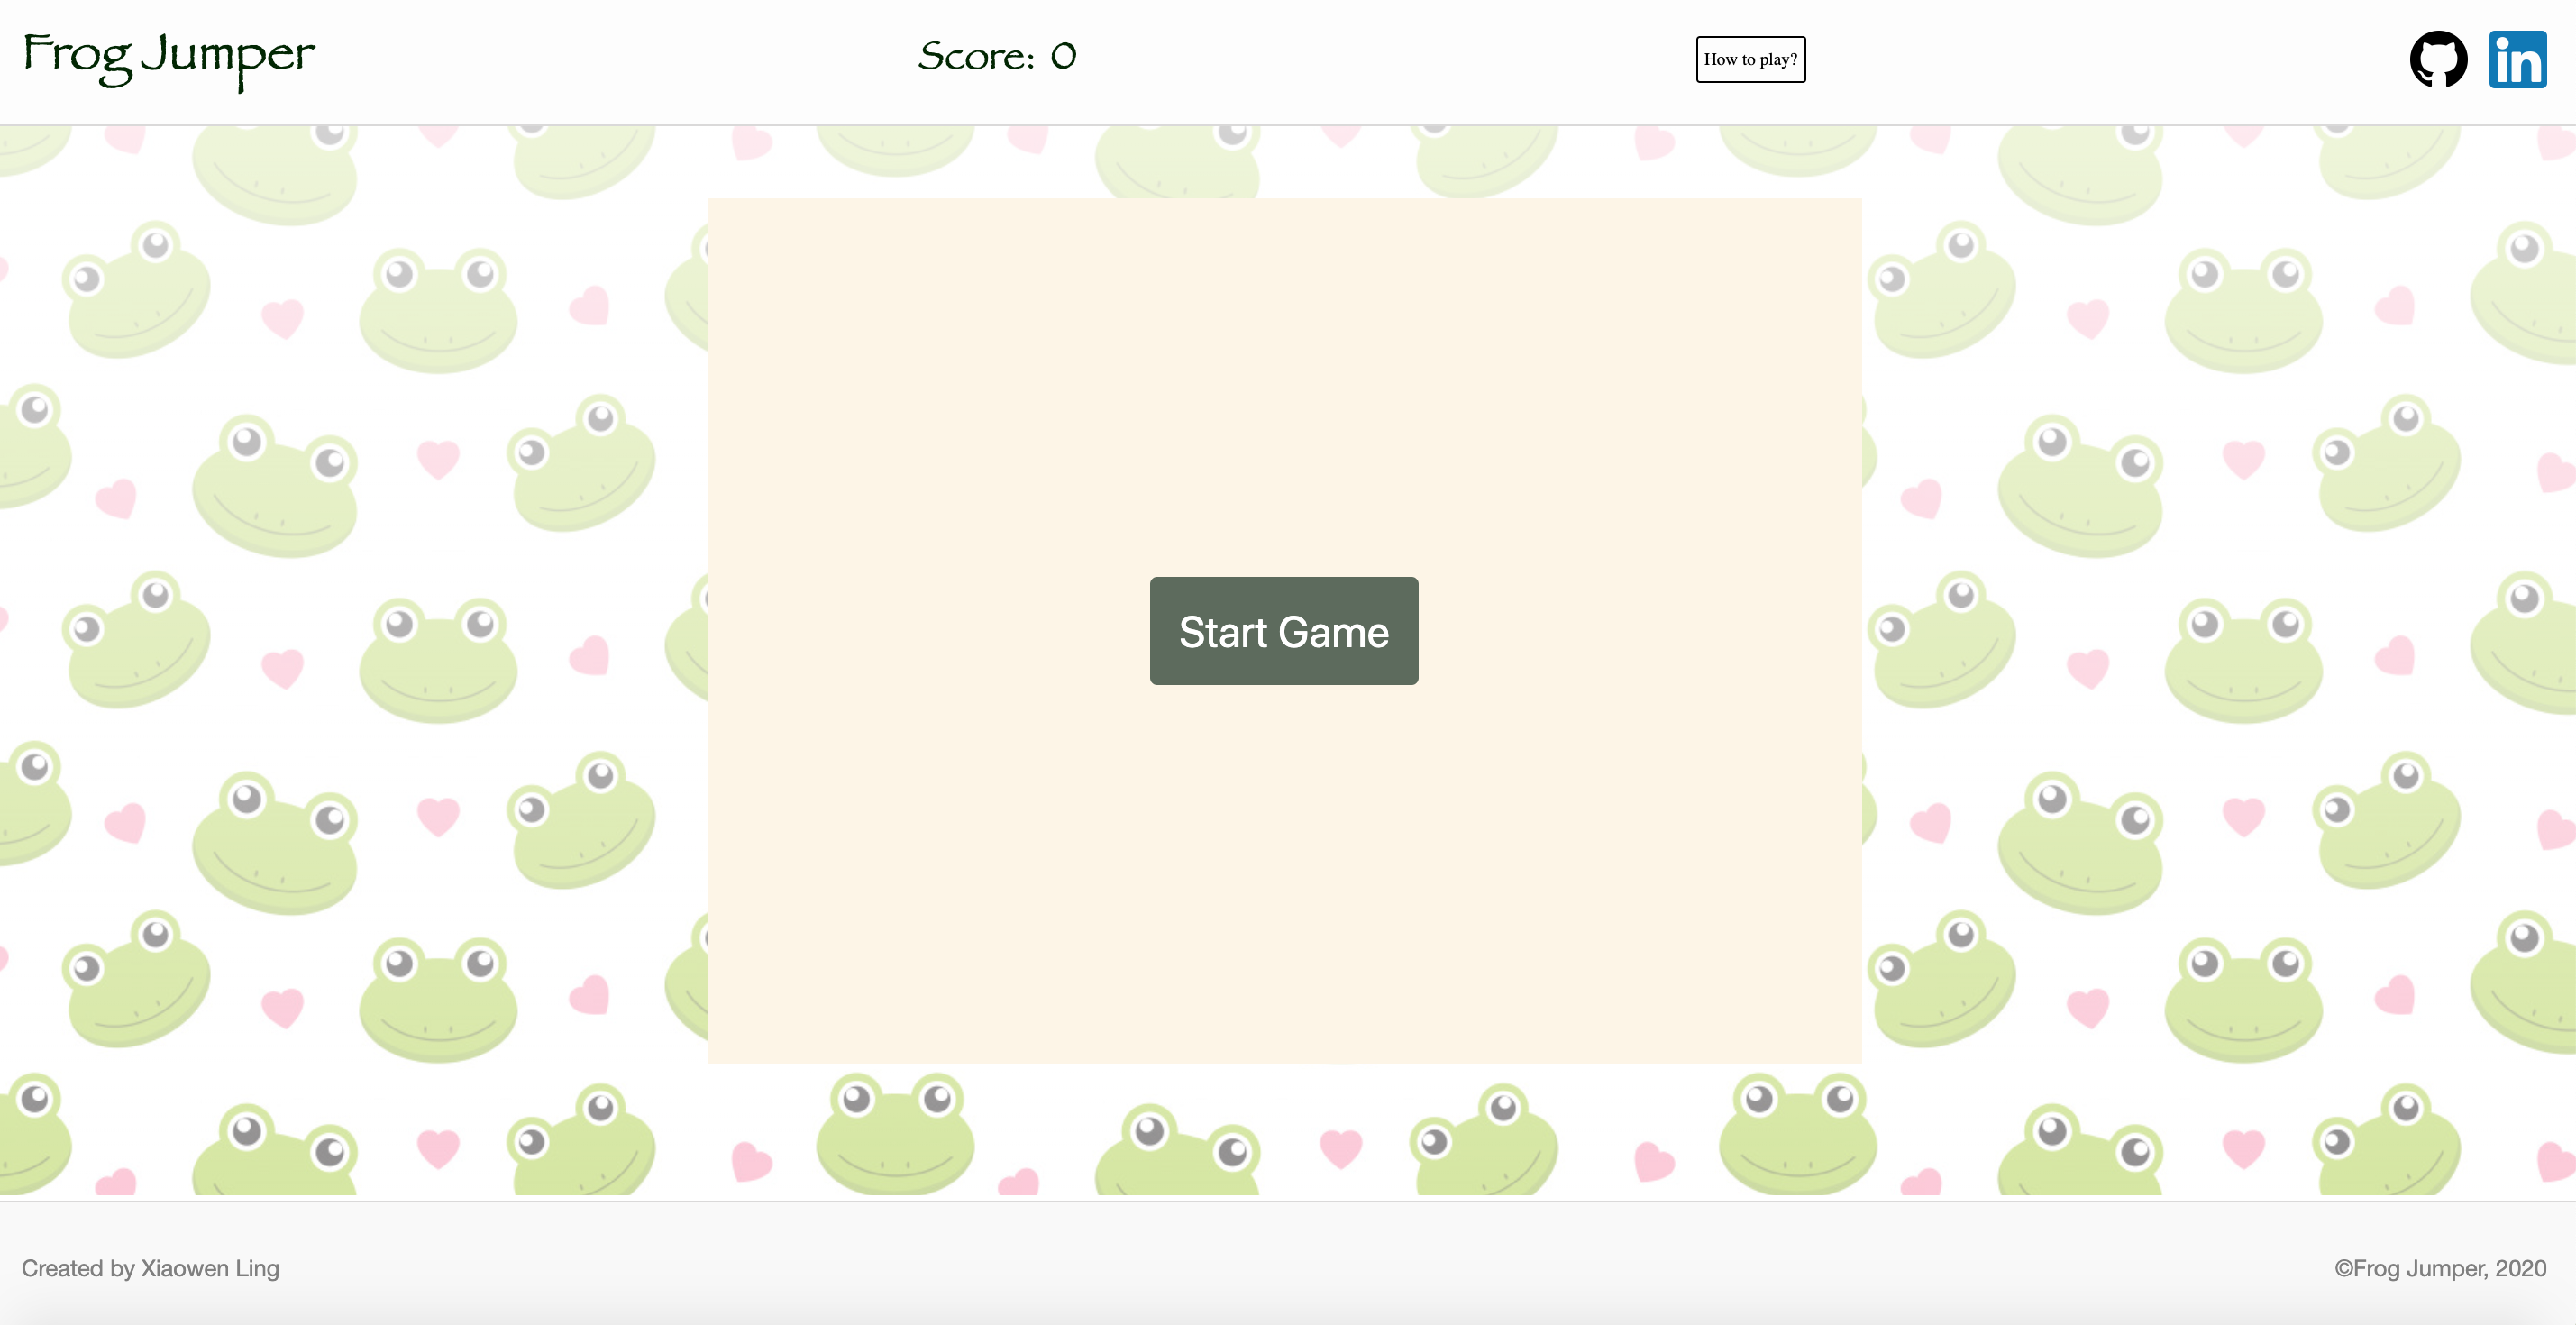 Frog Jumper
Score: 0
How to play?
in
Start Game
Created by Xiaowen Ling
©Frog Jumper, 2020